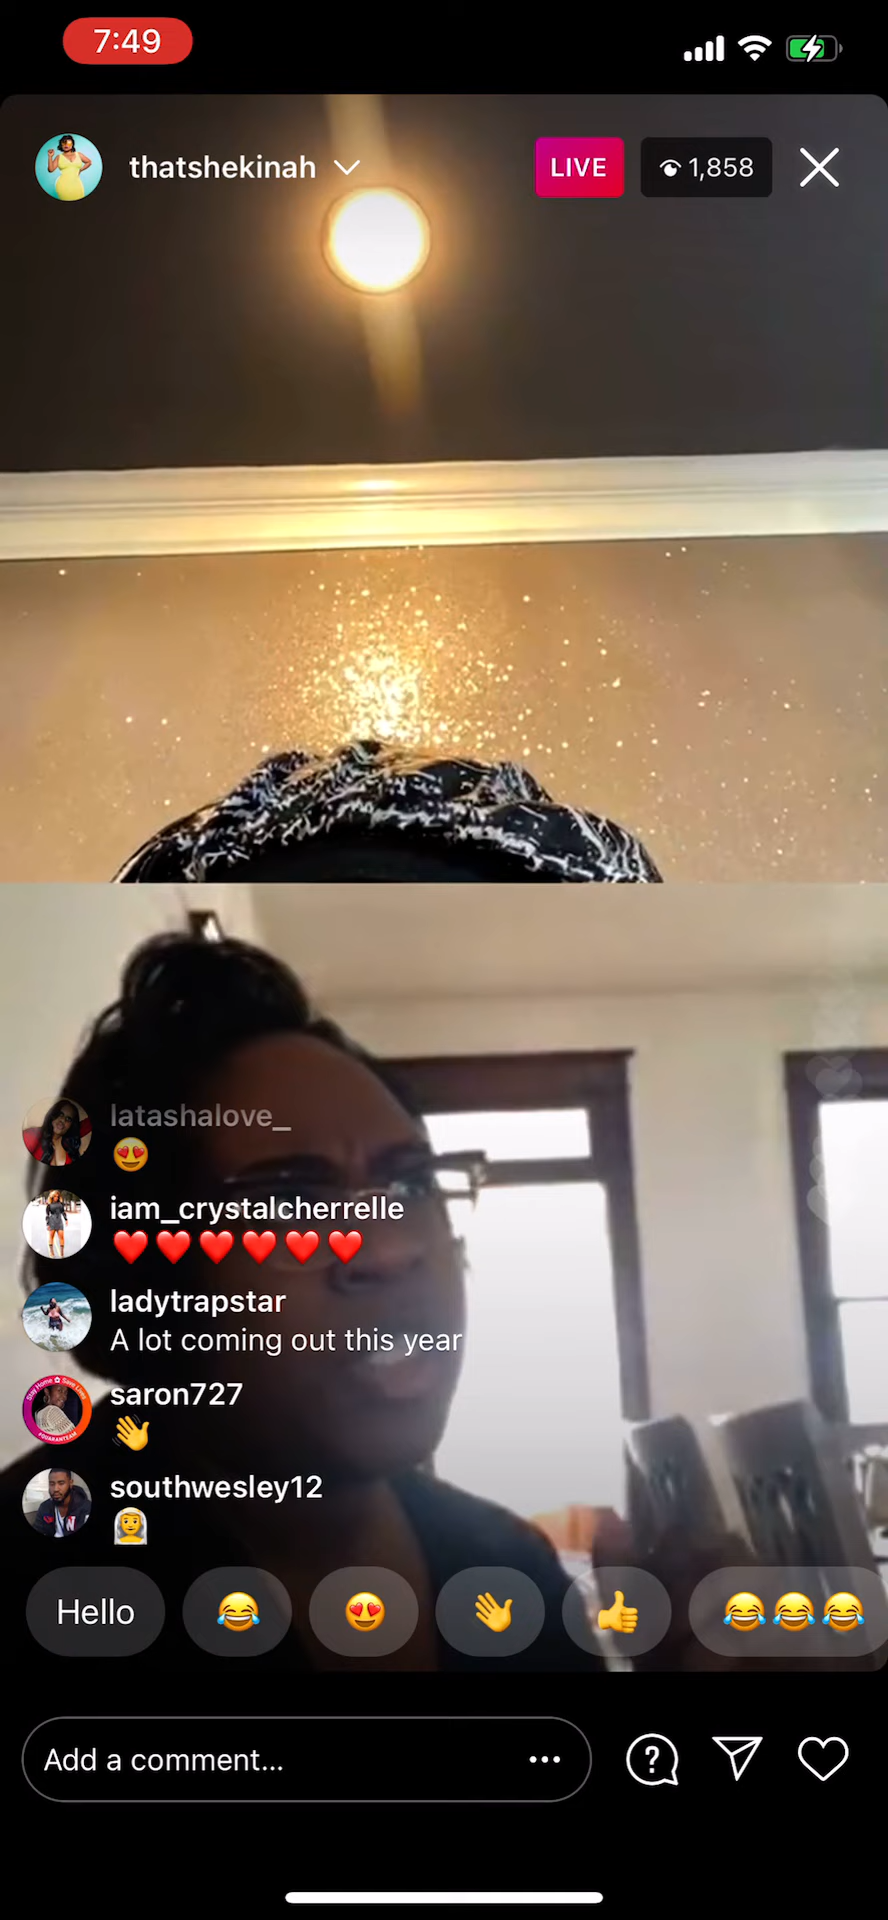 7:49
thatshekinah
LIVE
1,858
latashalove_
😍
iam_crystalcherrelle
❤️❤️❤️❤️❤️❤️
ladytrapstar
A lot coming out this year
saron727
👋
southwesley12
👰
Hello 😂 😍 👋 👍 😂😂😂
Add a comment...